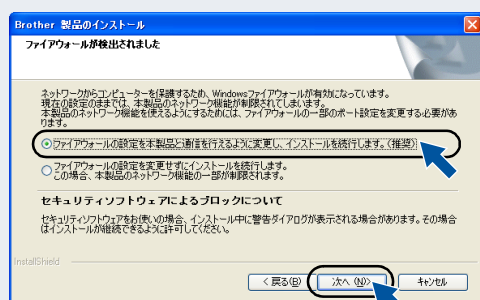 Brother 製品のインストール
ファイアウォールが検出されました
ネットワークからコンピューターを保護するため、Windowsファイアウォールが有効になっています。
現在の設定のままでは、本製品のネットワーク機能が制限されてしまいます。
本製品のネットワーク機能を使えるようにするためには、ファイアウォールの一部のポート設定を変更する必要があ
ります。
ファイアウォールの設定を本製品と通信を行えるように変更し、インストールを続行します。(推奨)
ファイアウォールの設定を変更せずにインストールを続行します。
この場合、本製品のネットワーク機能の一部が制限されます。
セキュリティソフトウェアによるブロックについて
セキュリティソフトウェアをお使いの場合、インストール中に警告ダイアログが表示される場合があります。その場合
はインストールが継続できるように許可してください。
InstallShield
< 戻る(B)
次へ (N)>
キャンセル